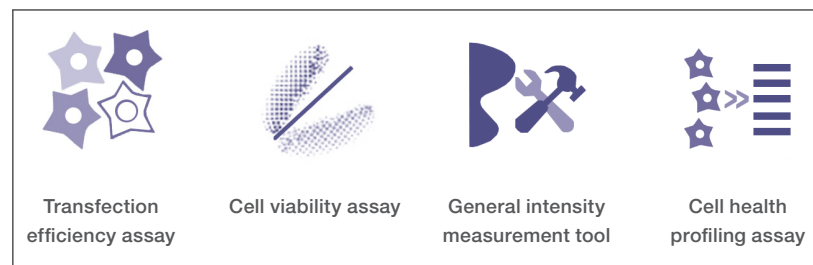 Transfection
efficiency assay
Cell viability assay
General intensity
measurement tool
Cell health
profiling assay